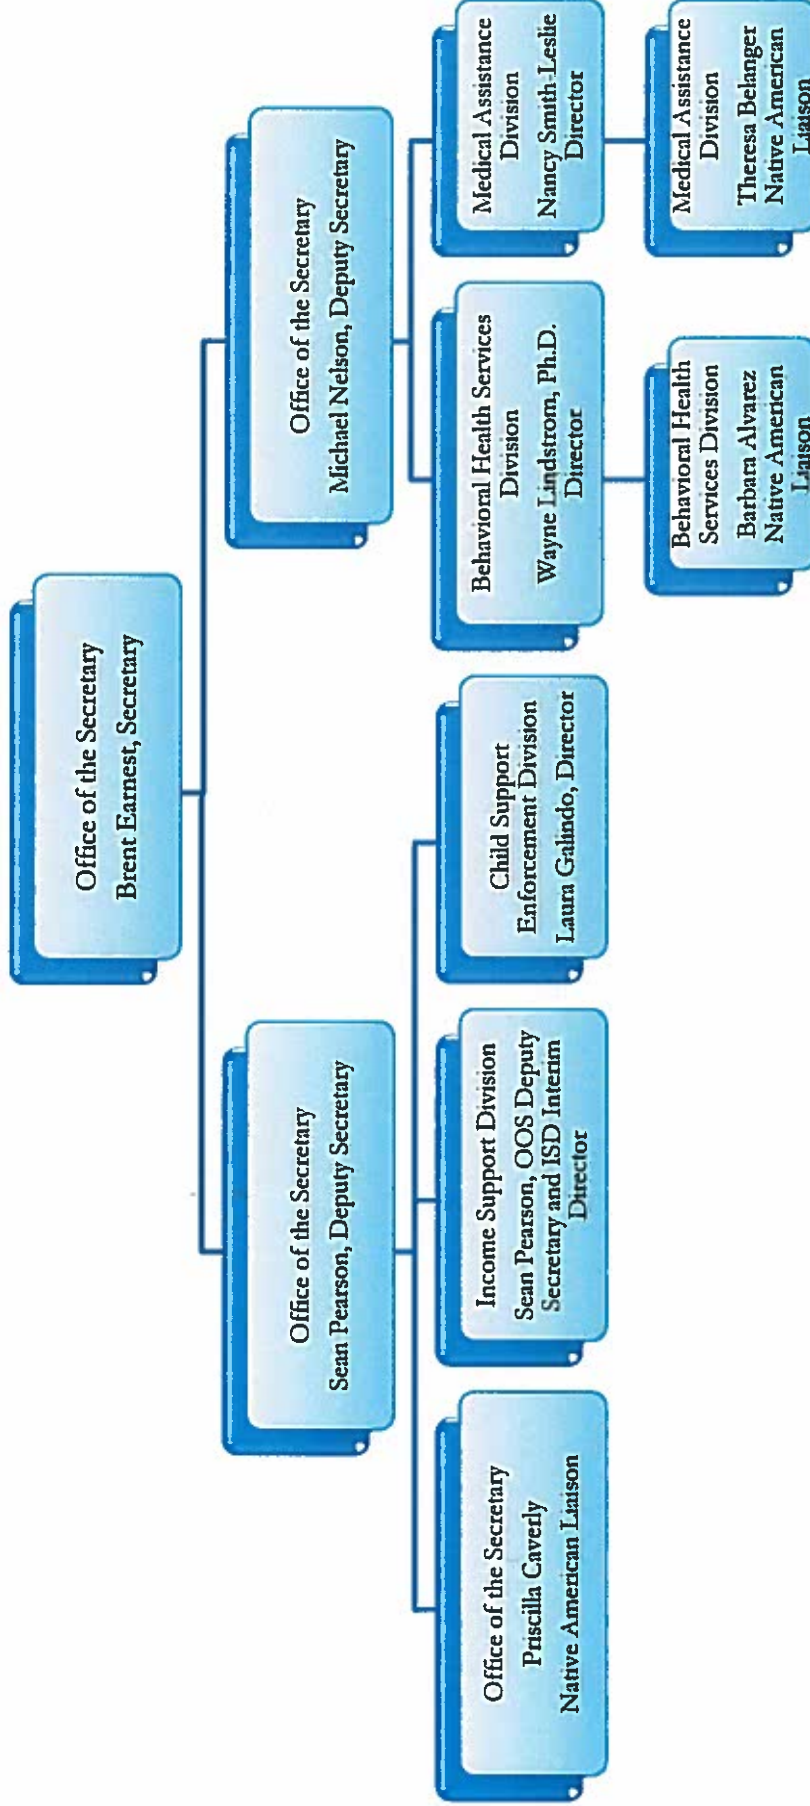 Office of the Secretary
Brent Earnest, Secretary
Office of the Secretary
Sean Pearson, Deputy Secretary
Office of the Secretary
Michael Nelson, Deputy Secretary
Office of the Secretary
Priscilla Caverly
Native American Liaison
Income Support Division
Sean Pearson, OOS Deputy
Secretary and ISD Interim
Director
Child Support
Enforcement Division
Laura Galindo, Director
Behavioral Health Services
Division
Wayne Lindstrom, Ph.D.
Director
Medical Assistance
Division
Nancy Smith-Leslie
Director
Behavioral Health
Services Division
Barbara Alvarez
Native American
Liaison
Medical Assistance
Division
Theresa Belanger
Native American
Liaison